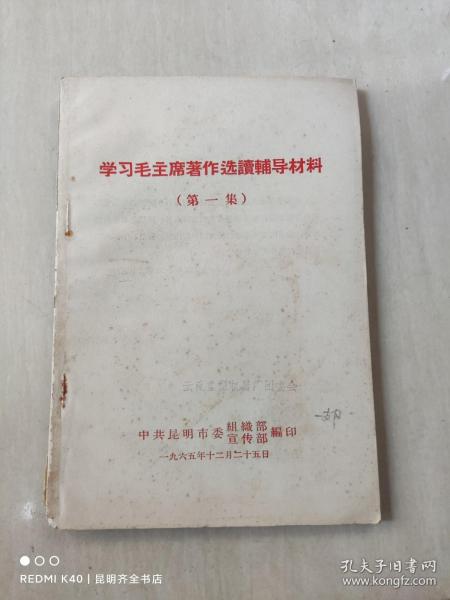 学习毛主席著作选讀輔导材料
（第一集）
中共昆明市委組織部宣传部編印
一九六五年十二月二十五日
REDMI K40 | 昆明齐全书店
孔夫子旧书网
www.kongfz.com